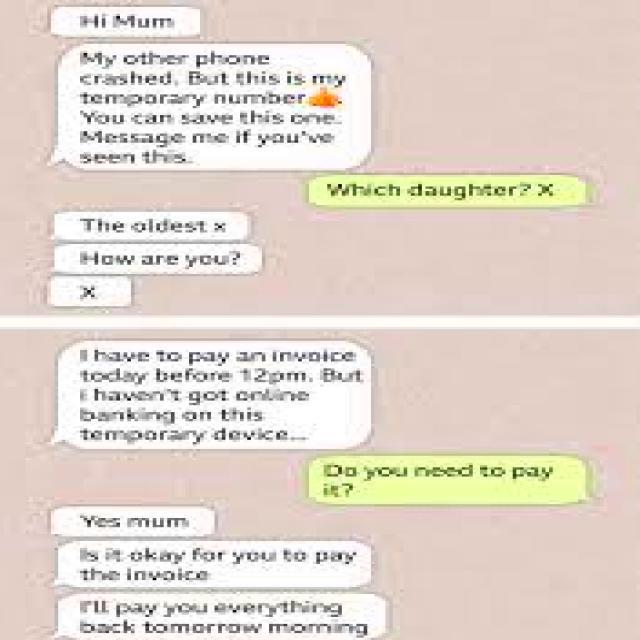 Hi Mum
My other phone
crashed. But this is my
temporary number
You can save this one.
Message me if you've
seen this.
Which daughter? X
The oldest x
How are you?
X
I have to pay an invoice
today before 12pm. But
i haven't got online
banking on this
temporary device...
Do you need to pay
it?
Yes mum
Is it okay for you to pay
the invoice
I'll pay you everything
back tomorrow morning